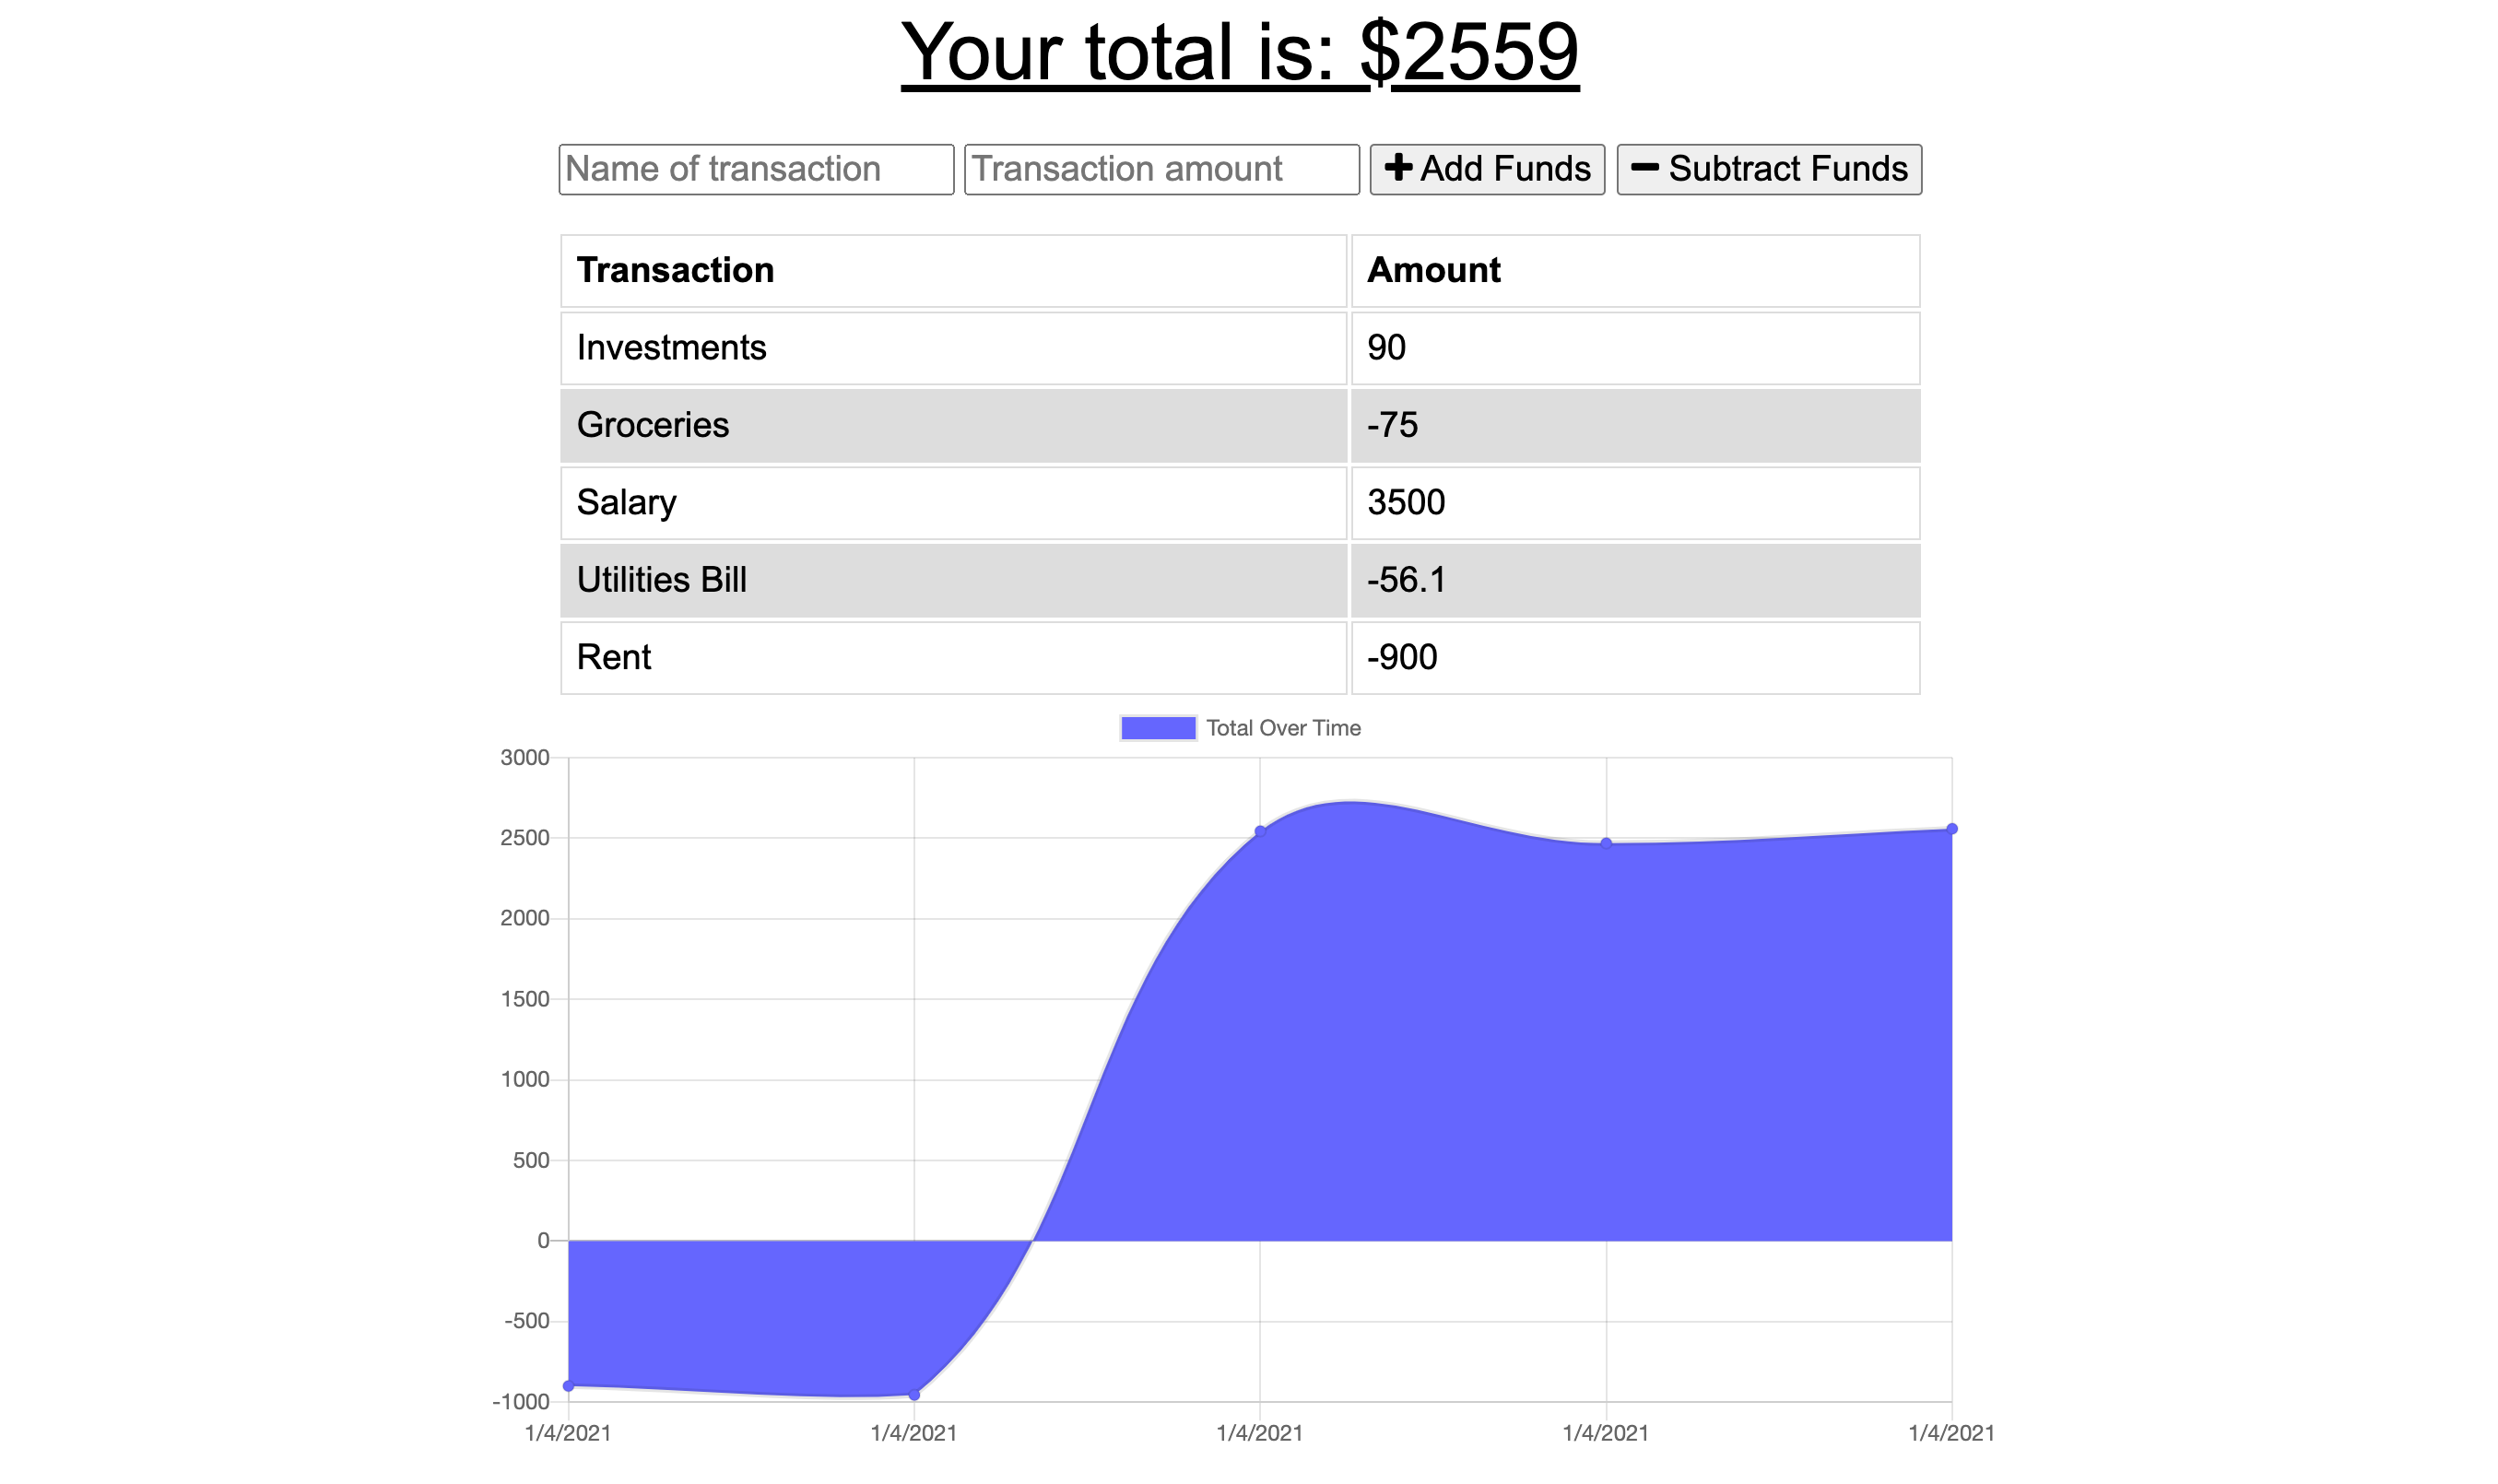 Your total is: $2559
Name of transaction Transaction amount Add Funds Subtract Funds
Transaction Amount
Investments 90
Groceries -75
Salary 3500
Utilities Bill -56.1
Rent -900
Total Over Time
3000
2500
2000
1500
1000
500
0
-500
-1000
1/4/2021 1/4/2021 1/4/2021 1/4/2021 1/4/2021